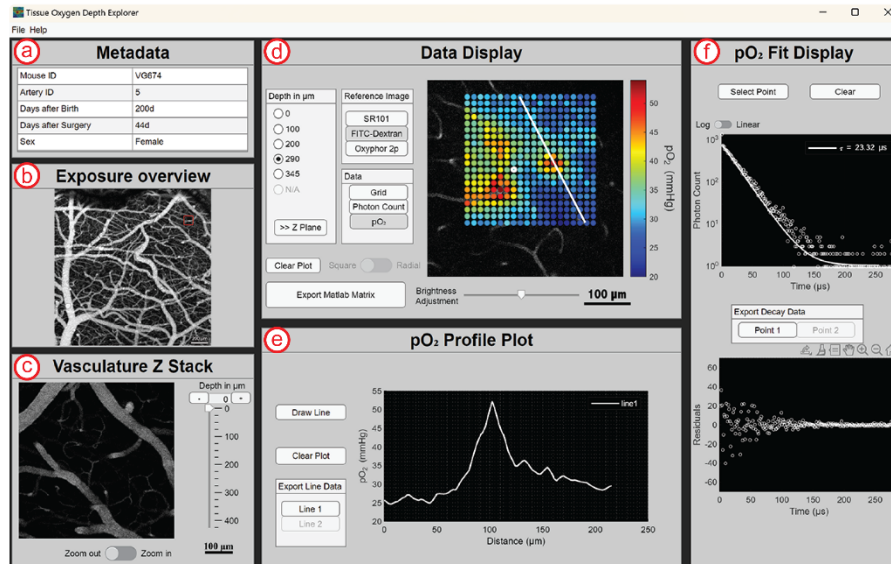 Tissue Oxygen Depth Explorer
File Help
a Metadata
Mouse ID VG674
Artery ID 5
Days after Birth 200d
Days after Surgery 44d
Sex Female
b Exposure overview
c Vasculature Z Stack
Depth in µm
- 0 +
0
100
200
300
400
Zoom out Zoom in
100 µm
d Data Display
Depth in µm
0
100
200
290
345
N/A
>> Z Plane
Reference Image
SR101
FITC-Dextran
Oxyphor 2p
Data
Grid
Photon Count
pO₂
Clear Plot Square Radial
Export Matlab Matrix
Brightness
Adjustment
100 µm
50
45
40
35
30
25
20
pO₂ (mmHg)
e pO₂ Profile Plot
Draw Line
Clear Plot
Export Line Data
Line 1
Line 2
line1
pO₂ (mmHg)
55
50
45
40
35
30
25
20
0 50 100 150 200 250
Distance (µm)
f pO₂ Fit Display
Select Point Clear
Log Linear
τ = 23.32 µs
Photon Count
10³
10²
10¹
10⁰
0 50 100 150 200 250
Time (µs)
Export Decay Data
Point 1 Point 2
Residuals
60
40
20
0
-20
-40
-60
0 50 100 150 200 250
Time (µs)